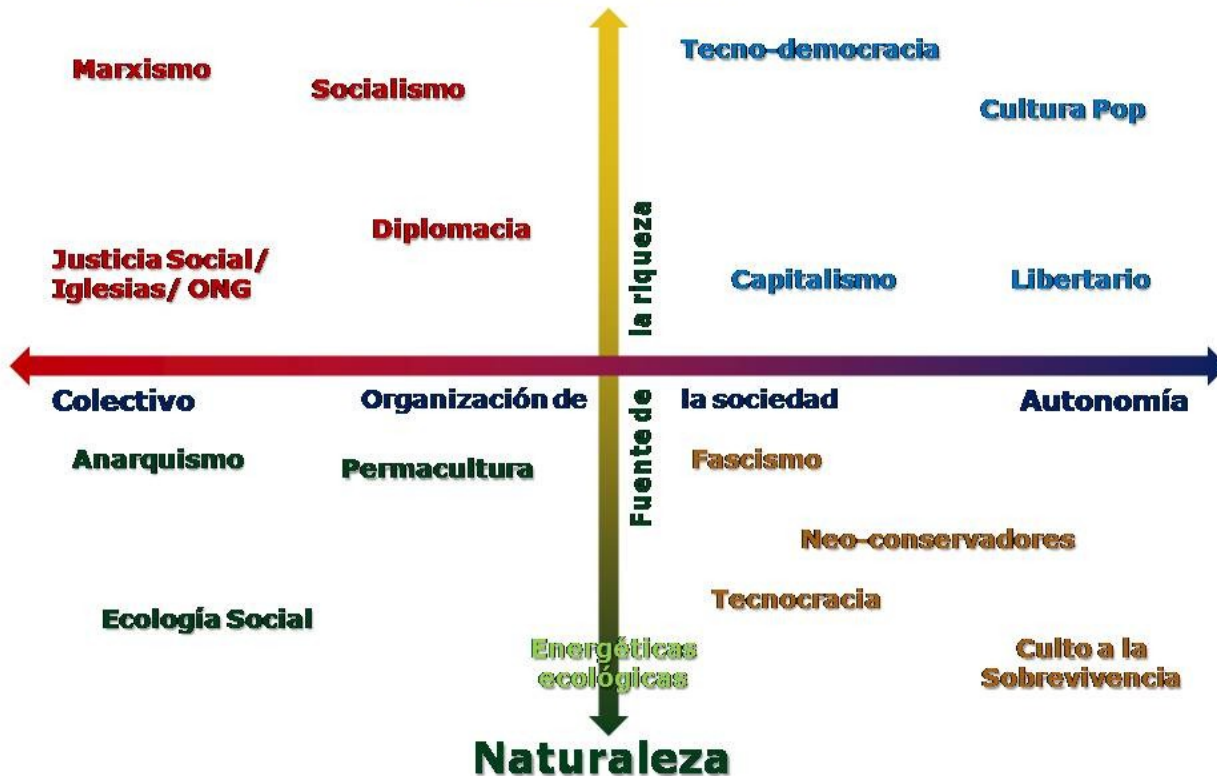 Tecno-democracia
Marxismo
Socialismo
Cultura Pop
Diplomacia
Justicia Social/
Iglesias/ ONG
Capitalismo
Libertario
Fuente de la riqueza
Colectivo
Organización de la sociedad
Autonomía
Anarquismo
Permacultura
Fascismo
Neo-conservadores
Tecnocracia
Ecología Social
Energéticas
ecológicas
Culto a la
Sobrevivencia
Naturaleza